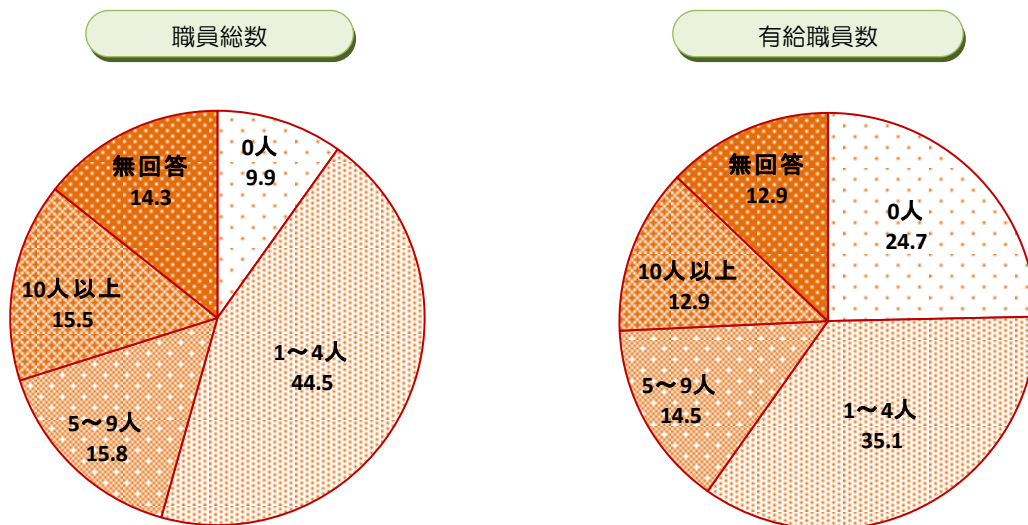 職員総数
0人
9.9
1～4人
44.5
5～9人
15.8
10人以上
15.5
無回答
14.3
有給職員数
0人
24.7
1～4人
35.1
5～9人
14.5
10人以上
12.9
無回答
12.9